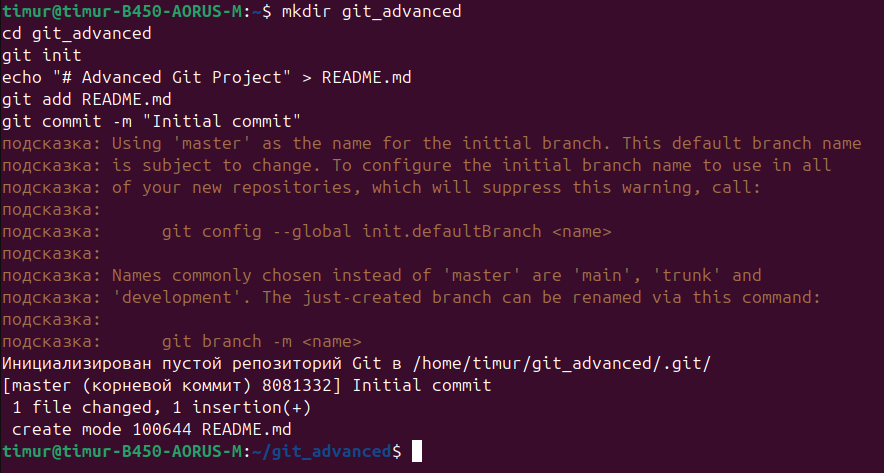 timur@timur-B450-AORUS-M:~$ mkdir git_advanced
cd git_advanced
git init
echo "# Advanced Git Project" > README.md
git add README.md
git commit -m "Initial commit"
подсказка: Using 'master' as the name for the initial branch. This default branch name
подсказка: is subject to change. To configure the initial branch name to use in all
подсказка: of your new repositories, which will suppress this warning, call:
подсказка:
подсказка:      git config --global init.defaultBranch <name>
подсказка:
подсказка: Names commonly chosen instead of 'master' are 'main', 'trunk' and
подсказка: 'development'. The just-created branch can be renamed via this command:
подсказка:
подсказка:      git branch -m <name>
Инициализирован пустой репозиторий Git в /home/timur/git_advanced/.git/
[master (корневой коммит) 8081332] Initial commit
 1 file changed, 1 insertion(+)
 create mode 100644 README.md
timur@timur-B450-AORUS-M:~/git_advanced$